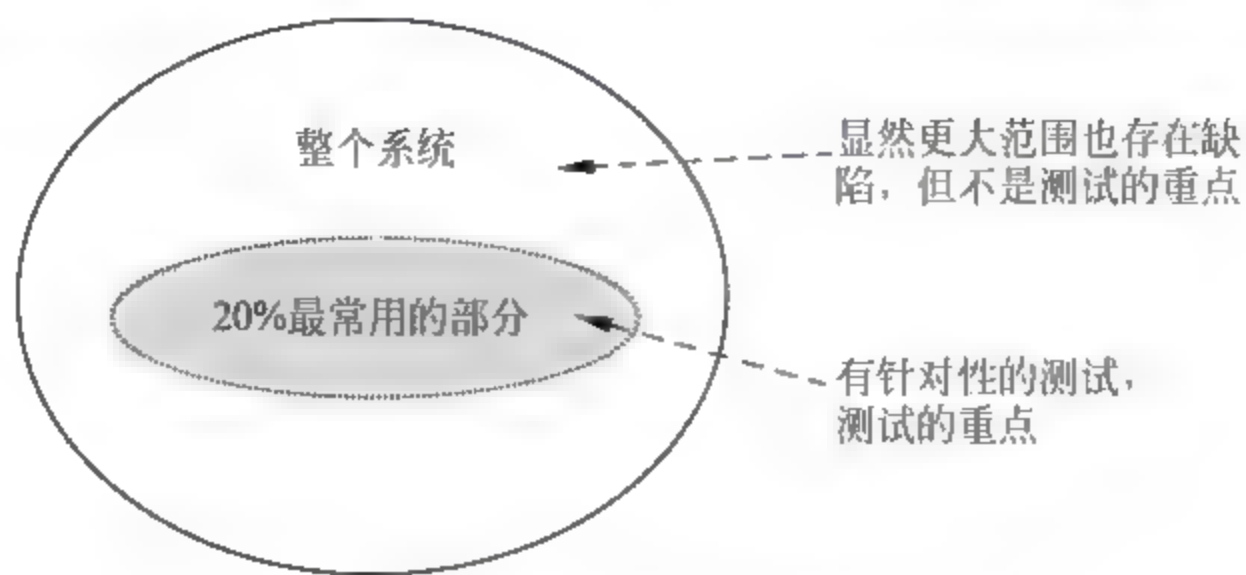 整个系统
显然更大范围也存在缺
陷，但不是测试的重点
20%最常用的部分
有针对性的测试，
测试的重点